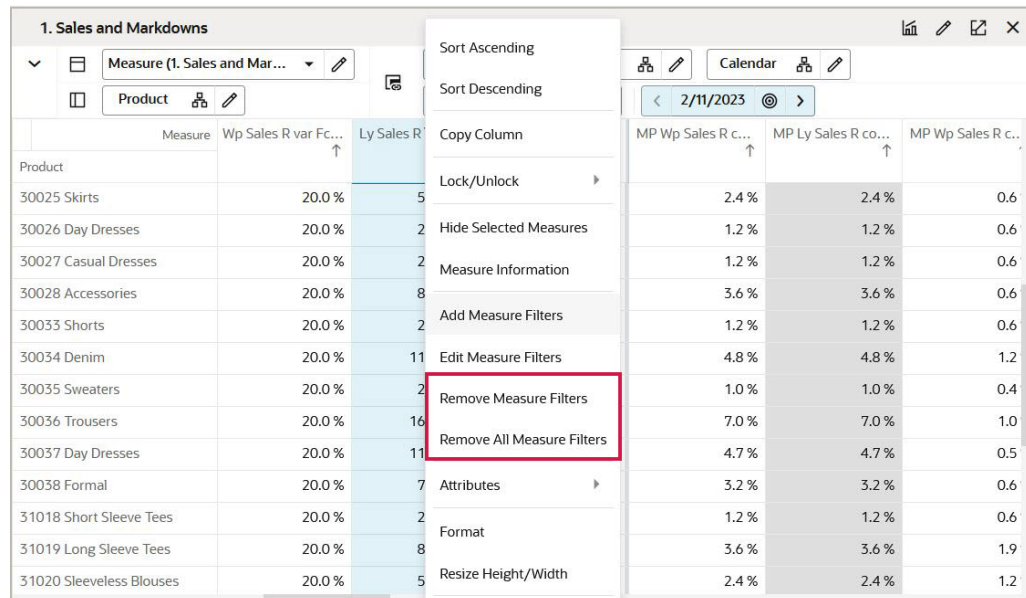 1. Sales and Markdowns
Measure (1. Sales and Mar...
Calendar
Product
2/11/2023
Measure Wp Sales R var Fc... Ly Sales R MP Wp Sales R c... MP Ly Sales R co... MP Wp Sales R c...
Product
30025 Skirts 20.0 % 5 2.4 % 2.4 % 0.6
30026 Day Dresses 20.0 % 2 1.2 % 1.2 % 0.6
30027 Casual Dresses 20.0 % 2 1.2 % 1.2 % 0.6
30028 Accessories 20.0 % 8 3.6 % 3.6 % 0.6
30033 Shorts 20.0 % 2 1.2 % 1.2 % 0.6
30034 Denim 20.0 % 11 4.8 % 4.8 % 1.2
30035 Sweaters 20.0 % 2 1.0 % 1.0 % 0.4
30036 Trousers 20.0 % 16 7.0 % 7.0 % 1.0
30037 Day Dresses 20.0 % 11 4.7 % 4.7 % 0.5
30038 Formal 20.0 % 7 3.2 % 3.2 % 0.6
31018 Short Sleeve Tees 20.0 % 2 1.2 % 1.2 % 0.6
31019 Long Sleeve Tees 20.0 % 8 3.6 % 3.6 % 1.9
31020 Sleeveless Blouses 20.0 % 5 2.4 % 2.4 % 1.2
Sort Ascending
Sort Descending
Copy Column
Lock/Unlock
Hide Selected Measures
Measure Information
Add Measure Filters
Edit Measure Filters
Remove Measure Filters
Remove All Measure Filters
Attributes
Format
Resize Height/Width